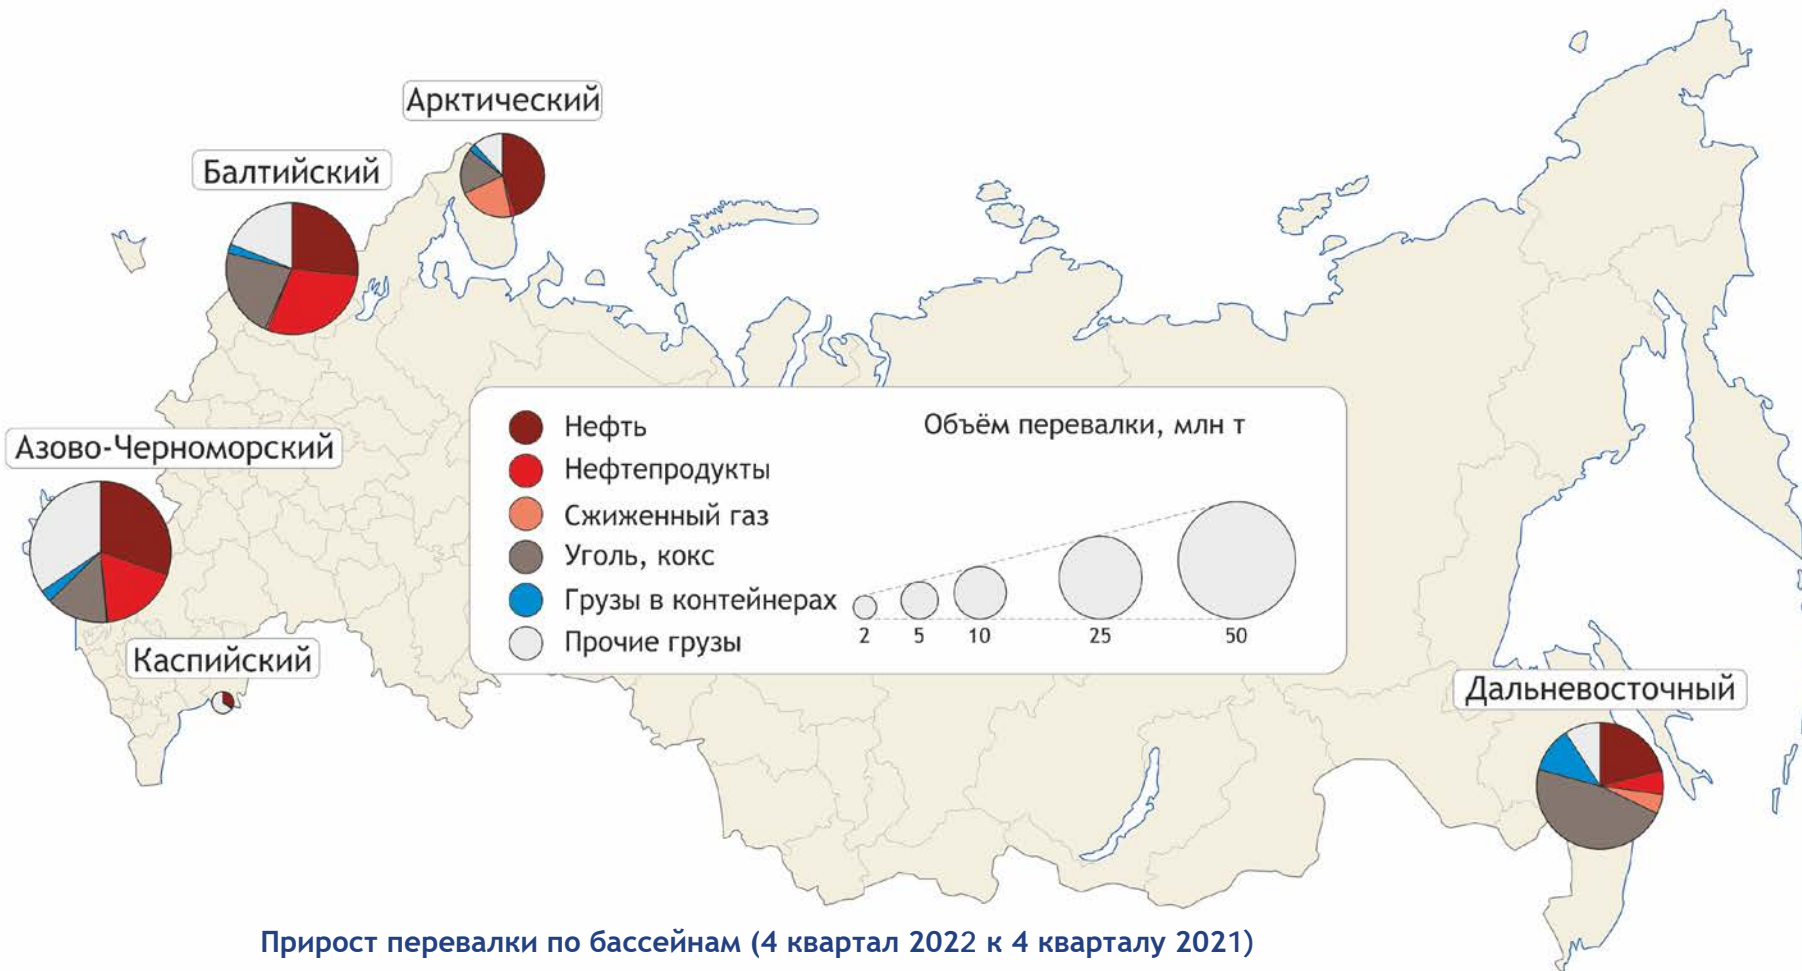 Арктический
Балтийский
Азово-Черноморский
Каспийский
Дальневосточный
Нефть
Нефтепродукты
Сжиженный газ
Уголь, кокс
Грузы в контейнерах
Прочие грузы
Объём перевалки, млн т
2 5 10 25 50
Прирост перевалки по бассейнам (4 квартал 2022 к 4 кварталу 2021)